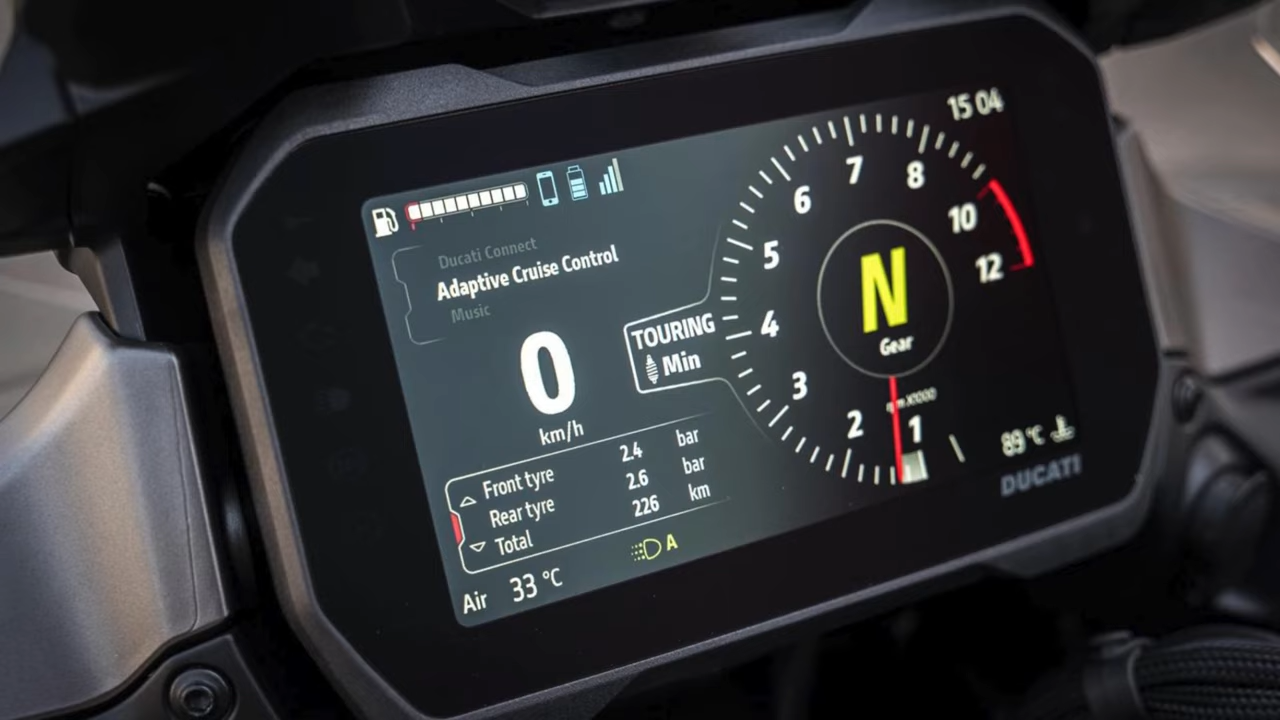 15 04
Ducati Connect
Adaptive Cruise Control
Music
0
km/h
TOURING
Min
Front tyre 2.4 bar
Rear tyre 2.6 bar
Total 226 km
A
Air 33 °C
1
2
3
4
5
6
7
8
10
12
N
Gear
89 °C
DUCATI